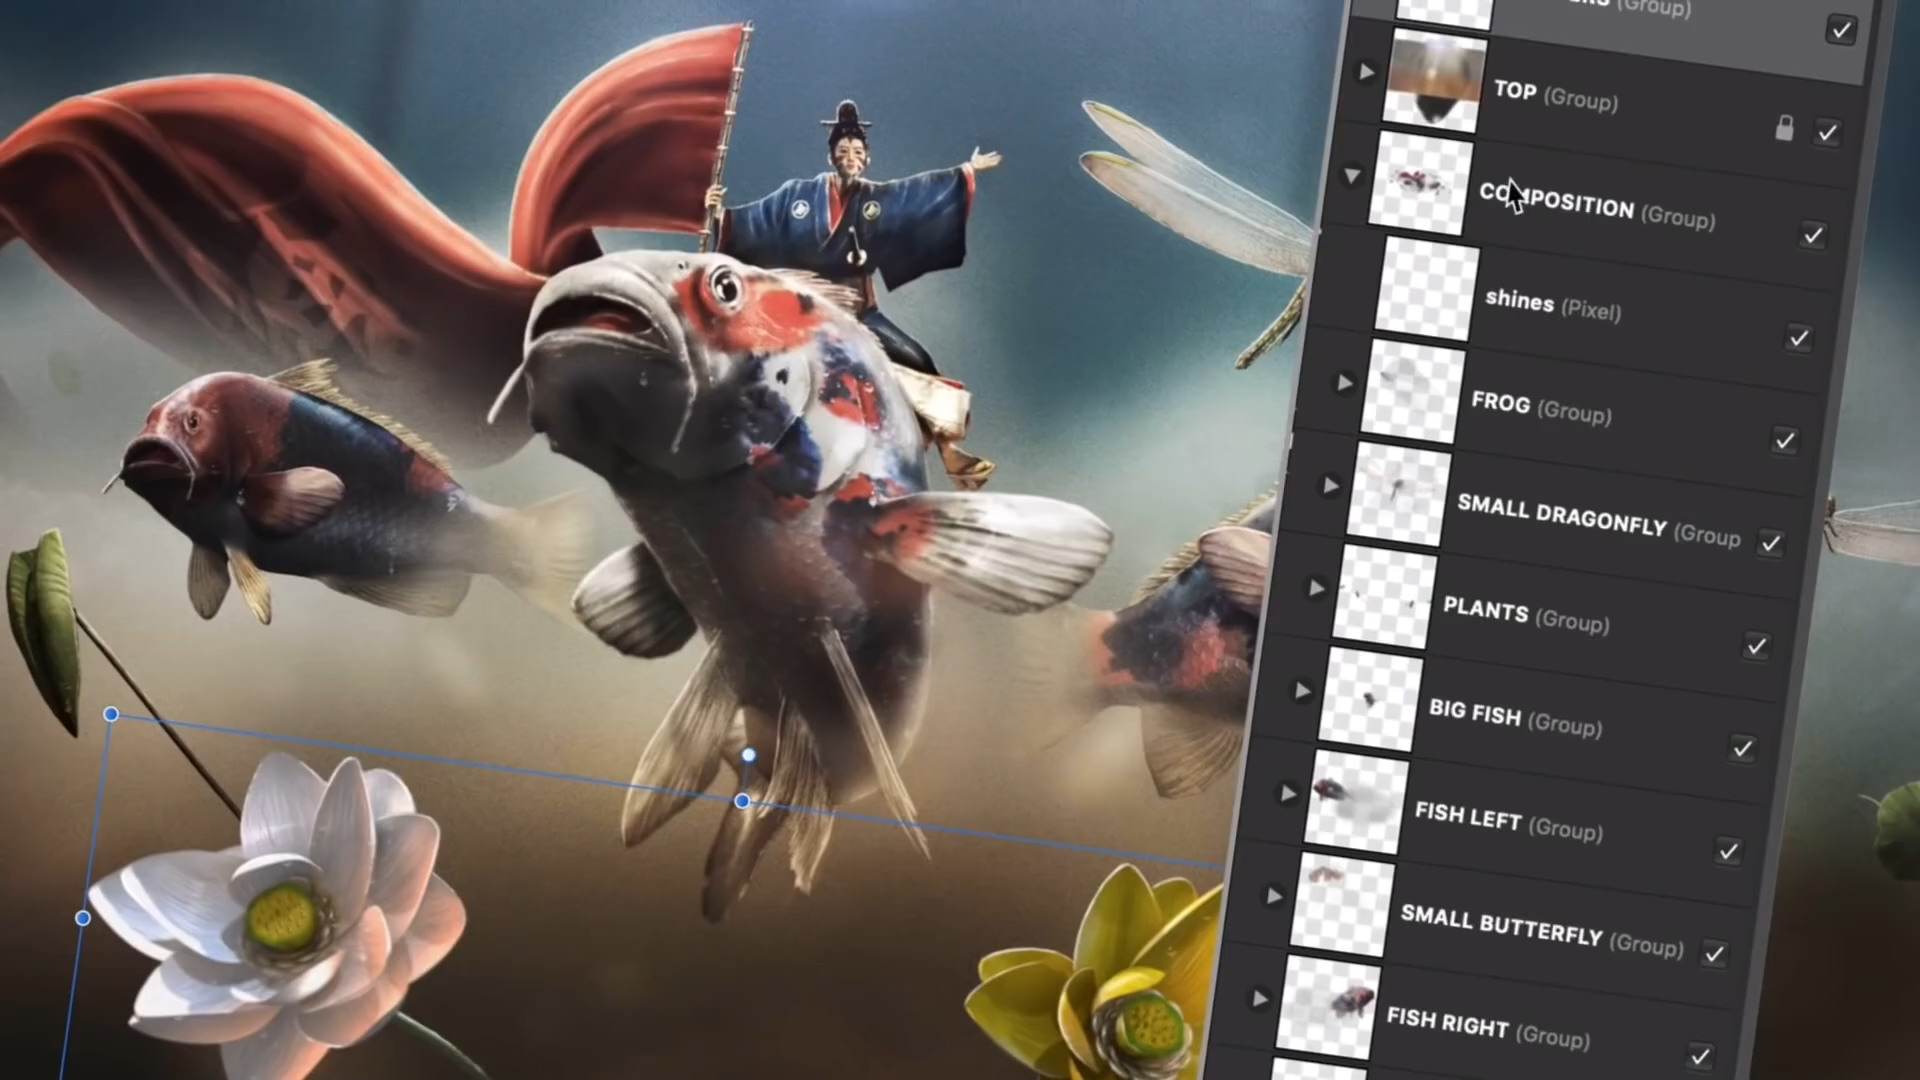 (Group)
TOP (Group)
COMPOSITION (Group)
shines (Pixel)
FROG (Group)
SMALL DRAGONFLY (Group
PLANTS (Group)
BIG FISH (Group)
FISH LEFT (Group)
SMALL BUTTERFLY (Group)
FISH RIGHT (Group)